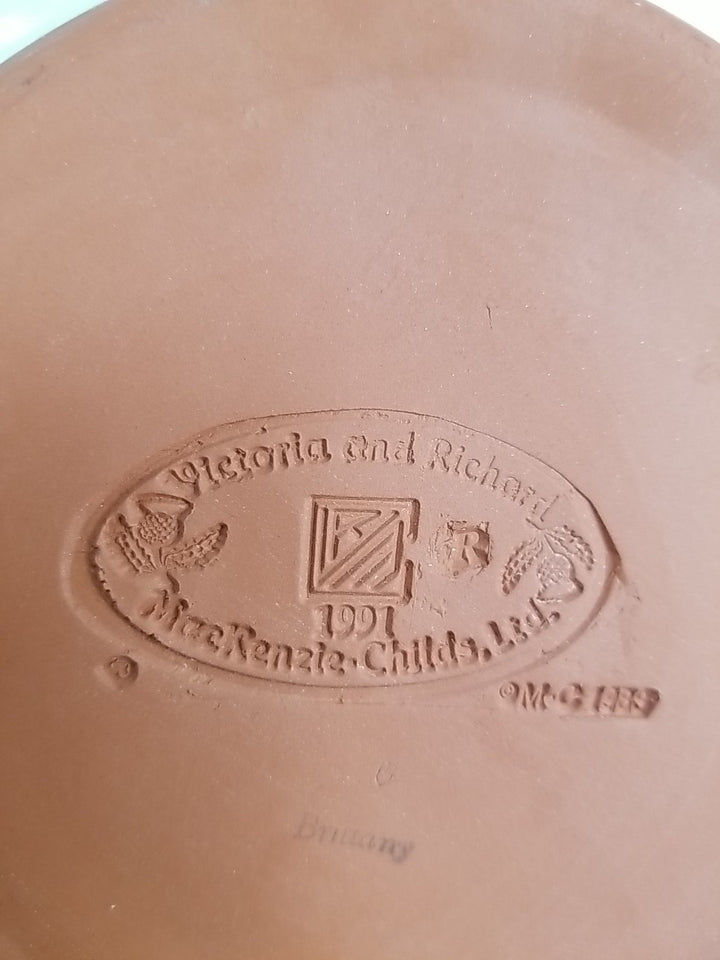 Victoria and Richard
R
1991
MacKenzie-Childs, Ltd.
©M-C
Brittany